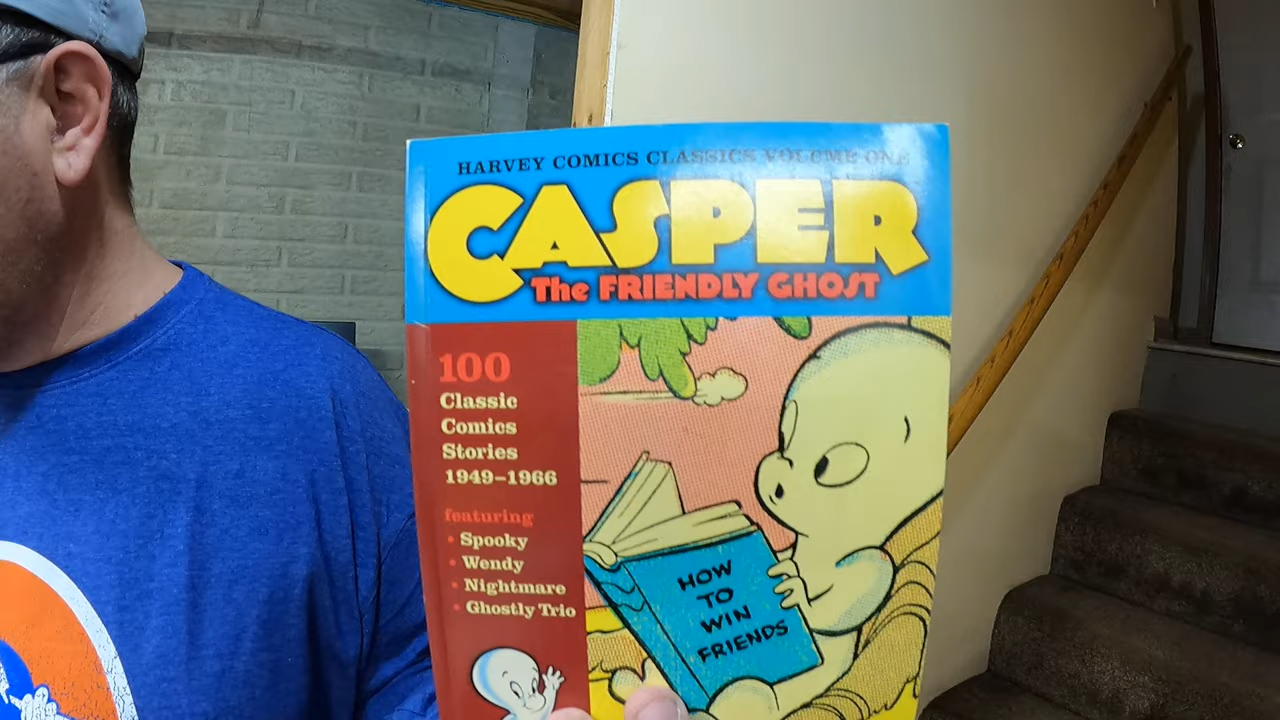 HARVEY COMICS CLASSICS VOLUME ONE
CASPER
The FRIENDLY GHOST
100
Classic
Comics
Stories
1949–1966
featuring
• Spooky
• Wendy
• Nightmare
• Ghostly Trio
HOW
TO
WIN
FRIENDS